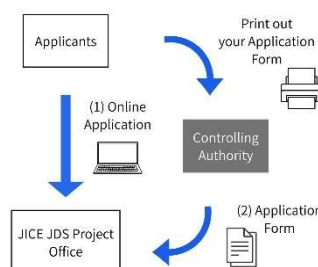 Applicants
Print out
your Application
Form
(1) Online
Application
Controlling
Authority
JICE JDS Project
Office
(2) Application
Form